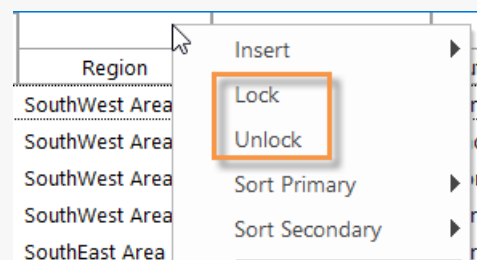 Insert
Region
Lock
SouthWest Area
SouthWest Area
Unlock
SouthWest Area
Sort Primary
SouthWest Area
Sort Secondary
SouthEast Area